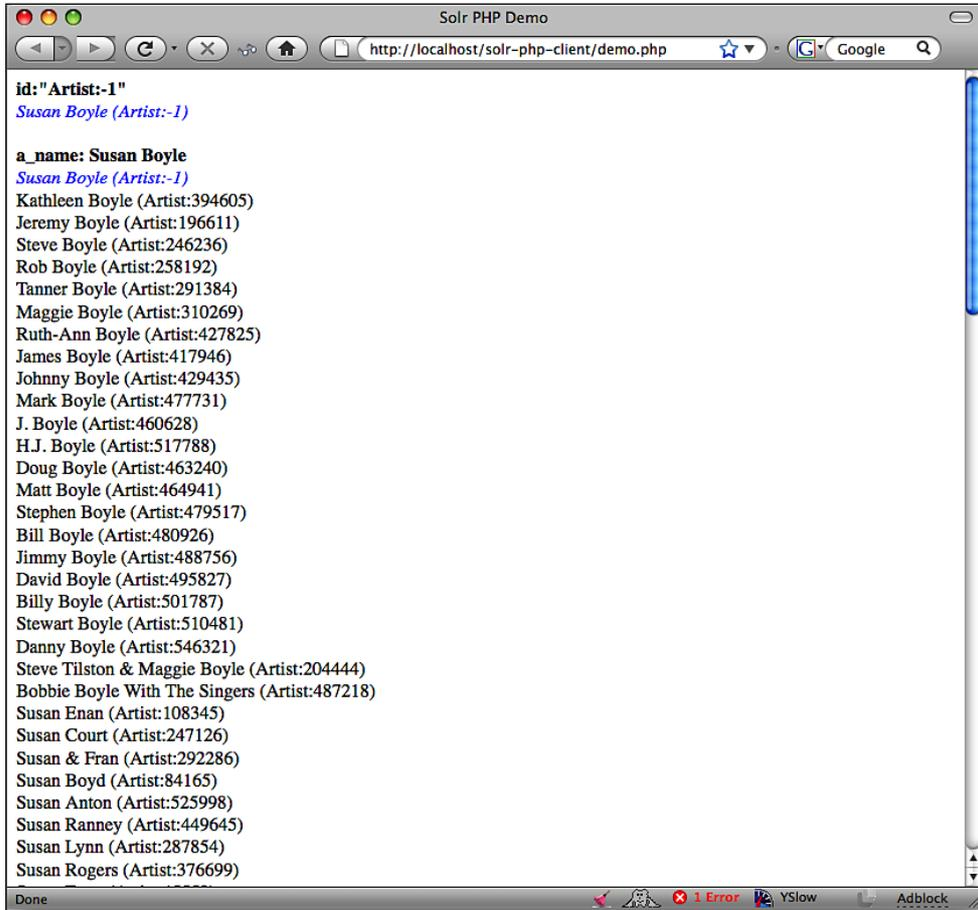 Solr PHP Demo
http://localhost/solr-php-client/demo.php
G Google
id:"Artist:-1"
Susan Boyle (Artist:-1)
a_name: Susan Boyle
Susan Boyle (Artist:-1)
Kathleen Boyle (Artist:394605)
Jeremy Boyle (Artist:196611)
Steve Boyle (Artist:246236)
Rob Boyle (Artist:258192)
Tanner Boyle (Artist:291384)
Maggie Boyle (Artist:310269)
Ruth-Ann Boyle (Artist:427825)
James Boyle (Artist:417946)
Johnny Boyle (Artist:429435)
Mark Boyle (Artist:477731)
J. Boyle (Artist:460628)
H.J. Boyle (Artist:517788)
Doug Boyle (Artist:463240)
Matt Boyle (Artist:464941)
Stephen Boyle (Artist:479517)
Bill Boyle (Artist:480926)
Jimmy Boyle (Artist:488756)
David Boyle (Artist:495827)
Billy Boyle (Artist:501787)
Stewart Boyle (Artist:510481)
Danny Boyle (Artist:546321)
Steve Tilston & Maggie Boyle (Artist:204444)
Bobbie Boyle With The Singers (Artist:487218)
Susan Enan (Artist:108345)
Susan Court (Artist:247126)
Susan & Fran (Artist:292286)
Susan Boyd (Artist:84165)
Susan Anton (Artist:525998)
Susan Ranney (Artist:449645)
Susan Lynn (Artist:287854)
Susan Rogers (Artist:376699)
Done
1 Error
YSlow
Adblock